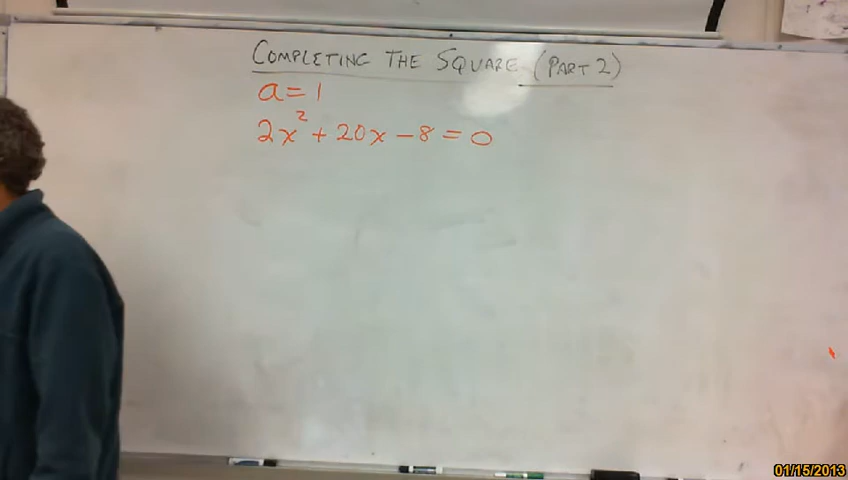 COMPLETING THE SQUARE (PART 2)
a = 1
2x² + 20x - 8 = 0
01/15/2013